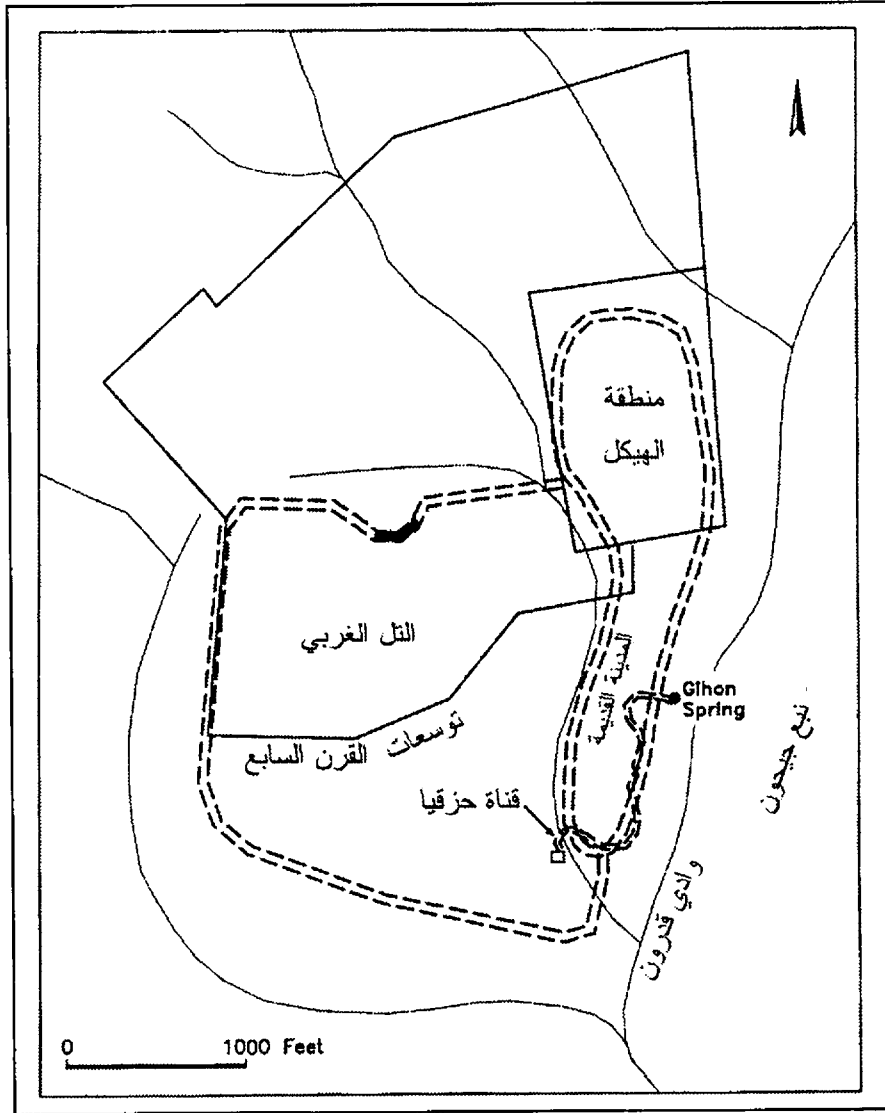 منطقة
الهيكل
التل الغربي
المدينة القديمة
Gihon
Spring
نبع جيحون
توسعات القرن السابع
قناة حزقيا
وادي قدرون
0 1000 Feet